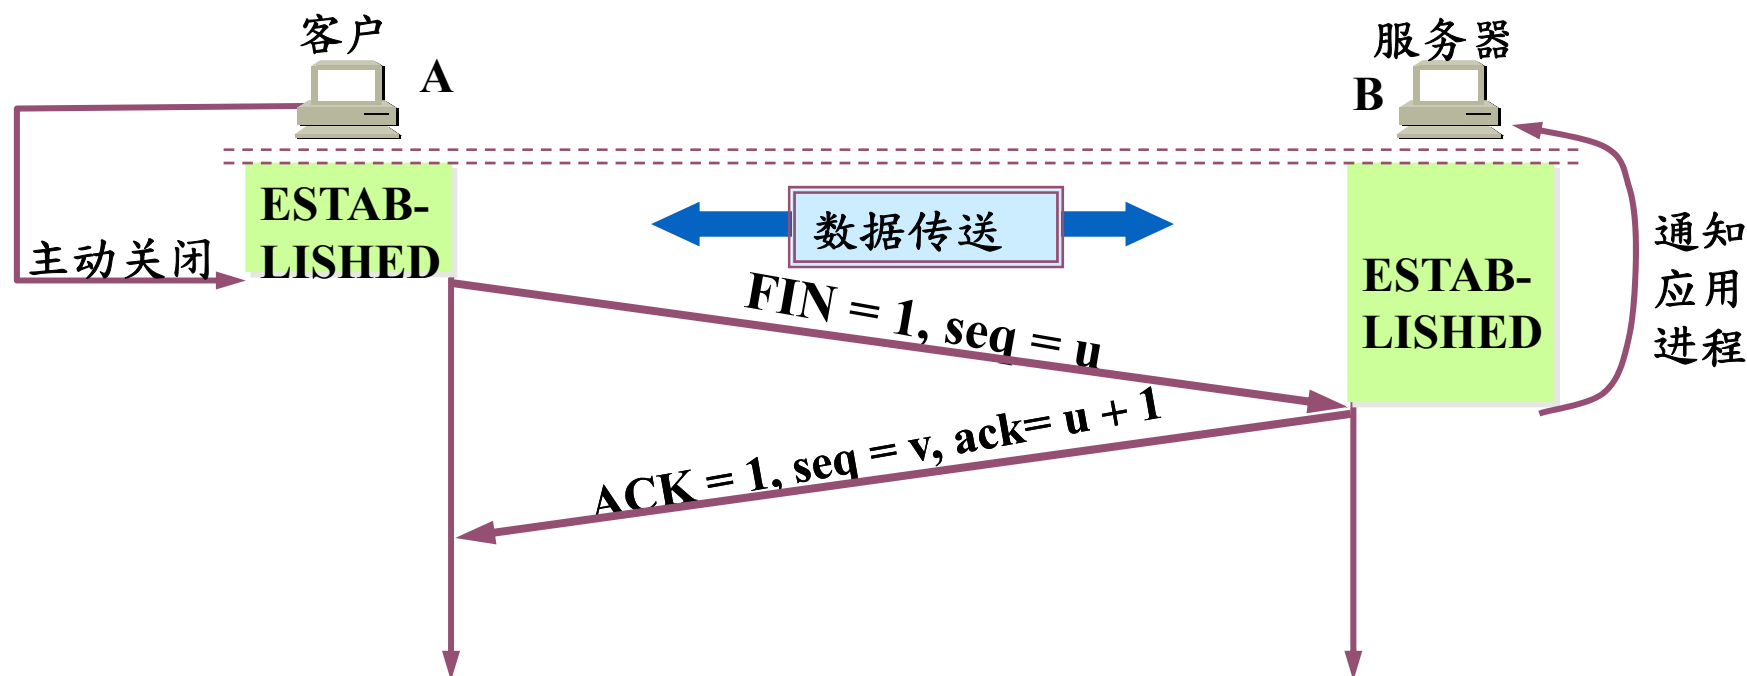 客户
服务器
A
B
ESTAB-
LISHED
数据传送
主动关闭
ESTAB-
LISHED
通知
应用
进程
FIN = 1, seq = u
ACK = 1, seq = v, ack= u + 1